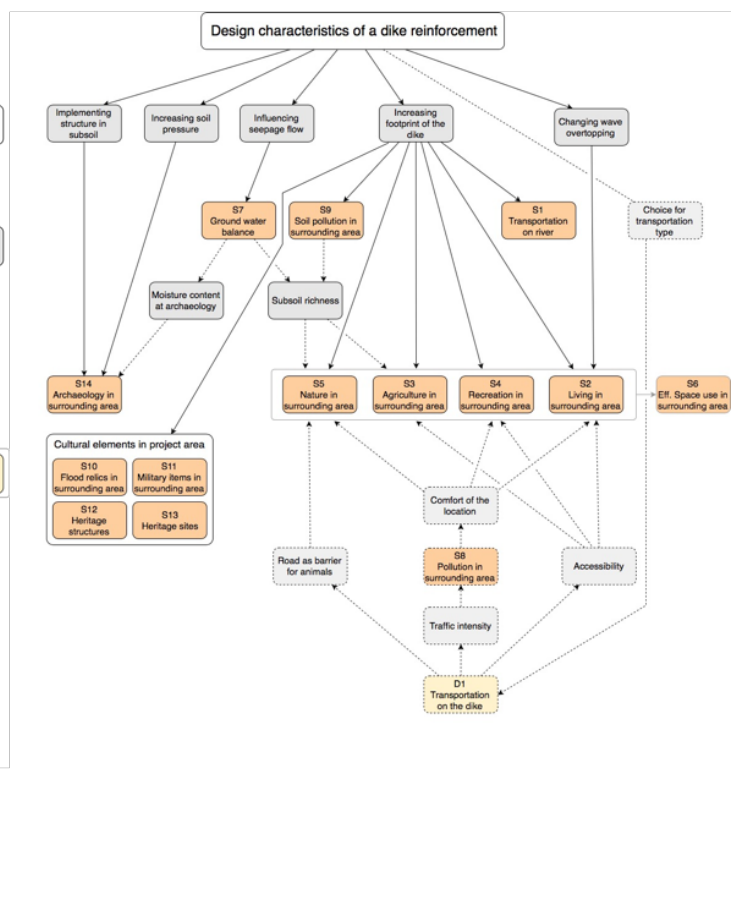 Design characteristics of a dike reinforcement
Implementing
structure in
subsoil
Increasing soil
pressure
Influencing
seepage flow
Increasing
footprint of the
dike
Changing wave
overtopping
S7
Ground water
balance
S9
Soil pollution in
surrounding area
S1
Transportation
on river
Choice for
transportation
type
Moisture content
at archaeology
Subsoil richness
S14
Archaeology in
surrounding area
S5
Nature in
surrounding area
S3
Agriculture in
surrounding area
S4
Recreation in
surrounding area
S2
Living in
surrounding area
S6
Eff. Space use in
surrounding area
Cultural elements in project area
S10
Flood relics in
surrounding area
S11
Military items in
surrounding area
S12
Heritage
structures
S13
Heritage sites
Comfort of the
location
Road as barrier
for animals
S8
Pollution in
surrounding area
Accessibility
Traffic intensity
D1
Transportation
on the dike